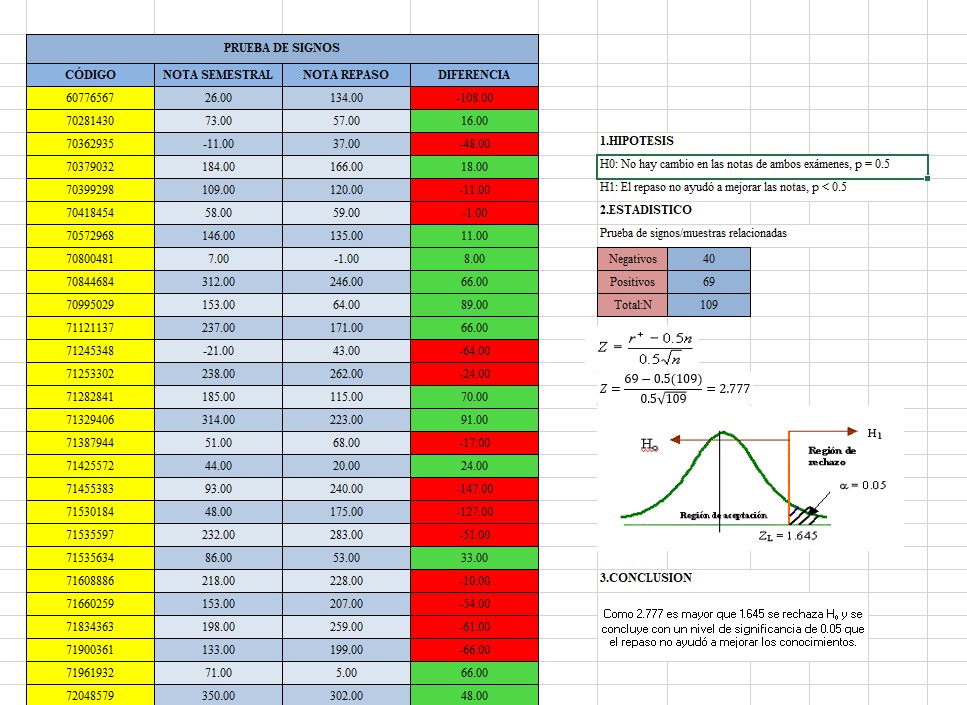 PRUEBA DE SIGNOS
CÓDIGO NOTA SEMESTRAL NOTA REPASO DIFERENCIA
60776567 26.00 134.00 -108.00
70281430 73.00 57.00 16.00
70362935 -11.00 37.00 -48.00
70379032 184.00 166.00 18.00
70399298 109.00 120.00 -11.00
70418454 58.00 59.00 -1.00
70572968 146.00 135.00 11.00
70800481 7.00 -1.00 8.00
70844684 312.00 246.00 66.00
70995029 153.00 64.00 89.00
71121137 237.00 171.00 66.00
71245348 -21.00 43.00 -64.00
71253302 238.00 262.00 -24.00
71282841 185.00 115.00 70.00
71329406 314.00 223.00 91.00
71387944 51.00 68.00 -17.00
71425572 44.00 20.00 24.00
71455383 93.00 240.00 -147.00
71530184 48.00 175.00 -127.00
71535597 232.00 283.00 -51.00
71535634 86.00 53.00 33.00
71608886 218.00 228.00 -10.00
71660259 153.00 207.00 -54.00
71834363 198.00 259.00 -61.00
71900361 133.00 199.00 -66.00
71961932 71.00 5.00 66.00
72048579 350.00 302.00 48.00
1.HIPOTESIS
H0: No hay cambio en las notas de ambos exámenes, p = 0.5
H1: El repaso no ayudó a mejorar las notas, p < 0.5
2.ESTADISTICO
Prueba de signos/muestras relacionadas
Negativos 40
Positivos 69
Total:N 109
Z = (r⁺ − 0.5n) / (0.5√n)
Z = (69 − 0.5(109)) / (0.5√109) = 2.777
H₀
H₁
Región de
rechazo
α = 0.05
Región de aceptación
Z_L = 1.645
3.CONCLUSION
Como 2.777 es mayor que 1.645 se rechaza H₀ y se
concluye con un nivel de significancia de 0.05 que
el repaso no ayudó a mejorar los conocimientos.